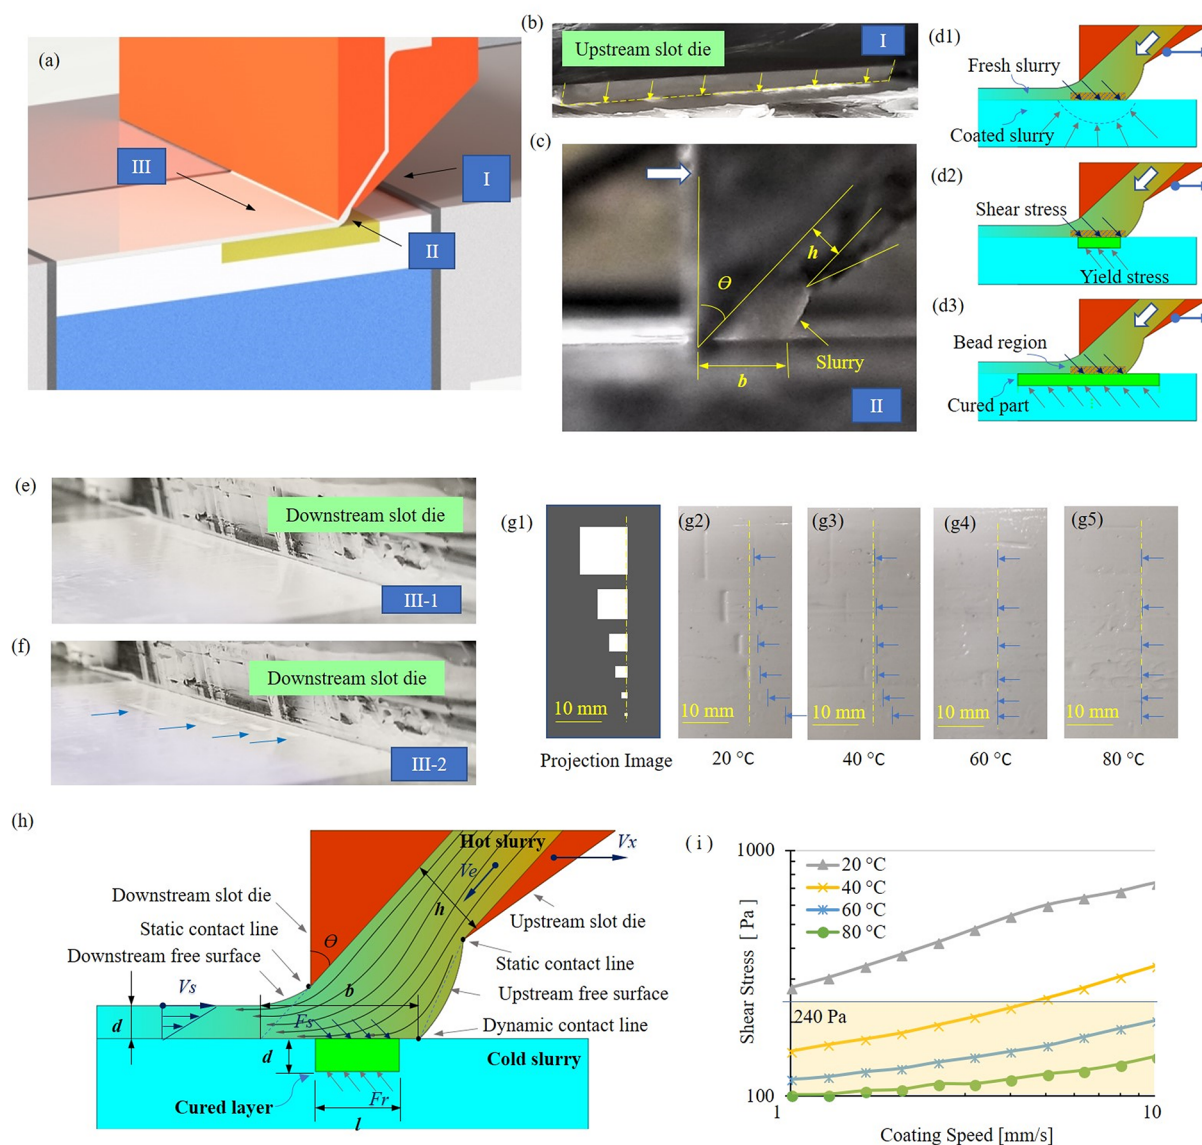 (a)
III
I
II
(b)
Upstream slot die
I
(c)
h
Ɵ
Slurry
b
II
(d1)
Fresh slurry
Coated slurry
(d2)
Shear stress
Yield stress
(d3)
Bead region
Cured part
(e)
Downstream slot die
III-1
(f)
Downstream slot die
III-2
(g1)
(g2)
(g3)
(g4)
(g5)
10 mm
10 mm
10 mm
10 mm
10 mm
Projection Image
20 °C
40 °C
60 °C
80 °C
(h)
Hot slurry
Vx
Ve
Downstream slot die
h
Upstream slot die
Static contact line
Ɵ
Downstream free surface
Static contact line
Vs
b
Upstream free surface
d
Fs
Dynamic contact line
d
Cold slurry
Cured layer
Fr
l
( i )
1000
20 °C
40 °C
60 °C
80 °C
Shear Stress [ Pa]
240 Pa
100
1
10
Coating Speed [mm/s]